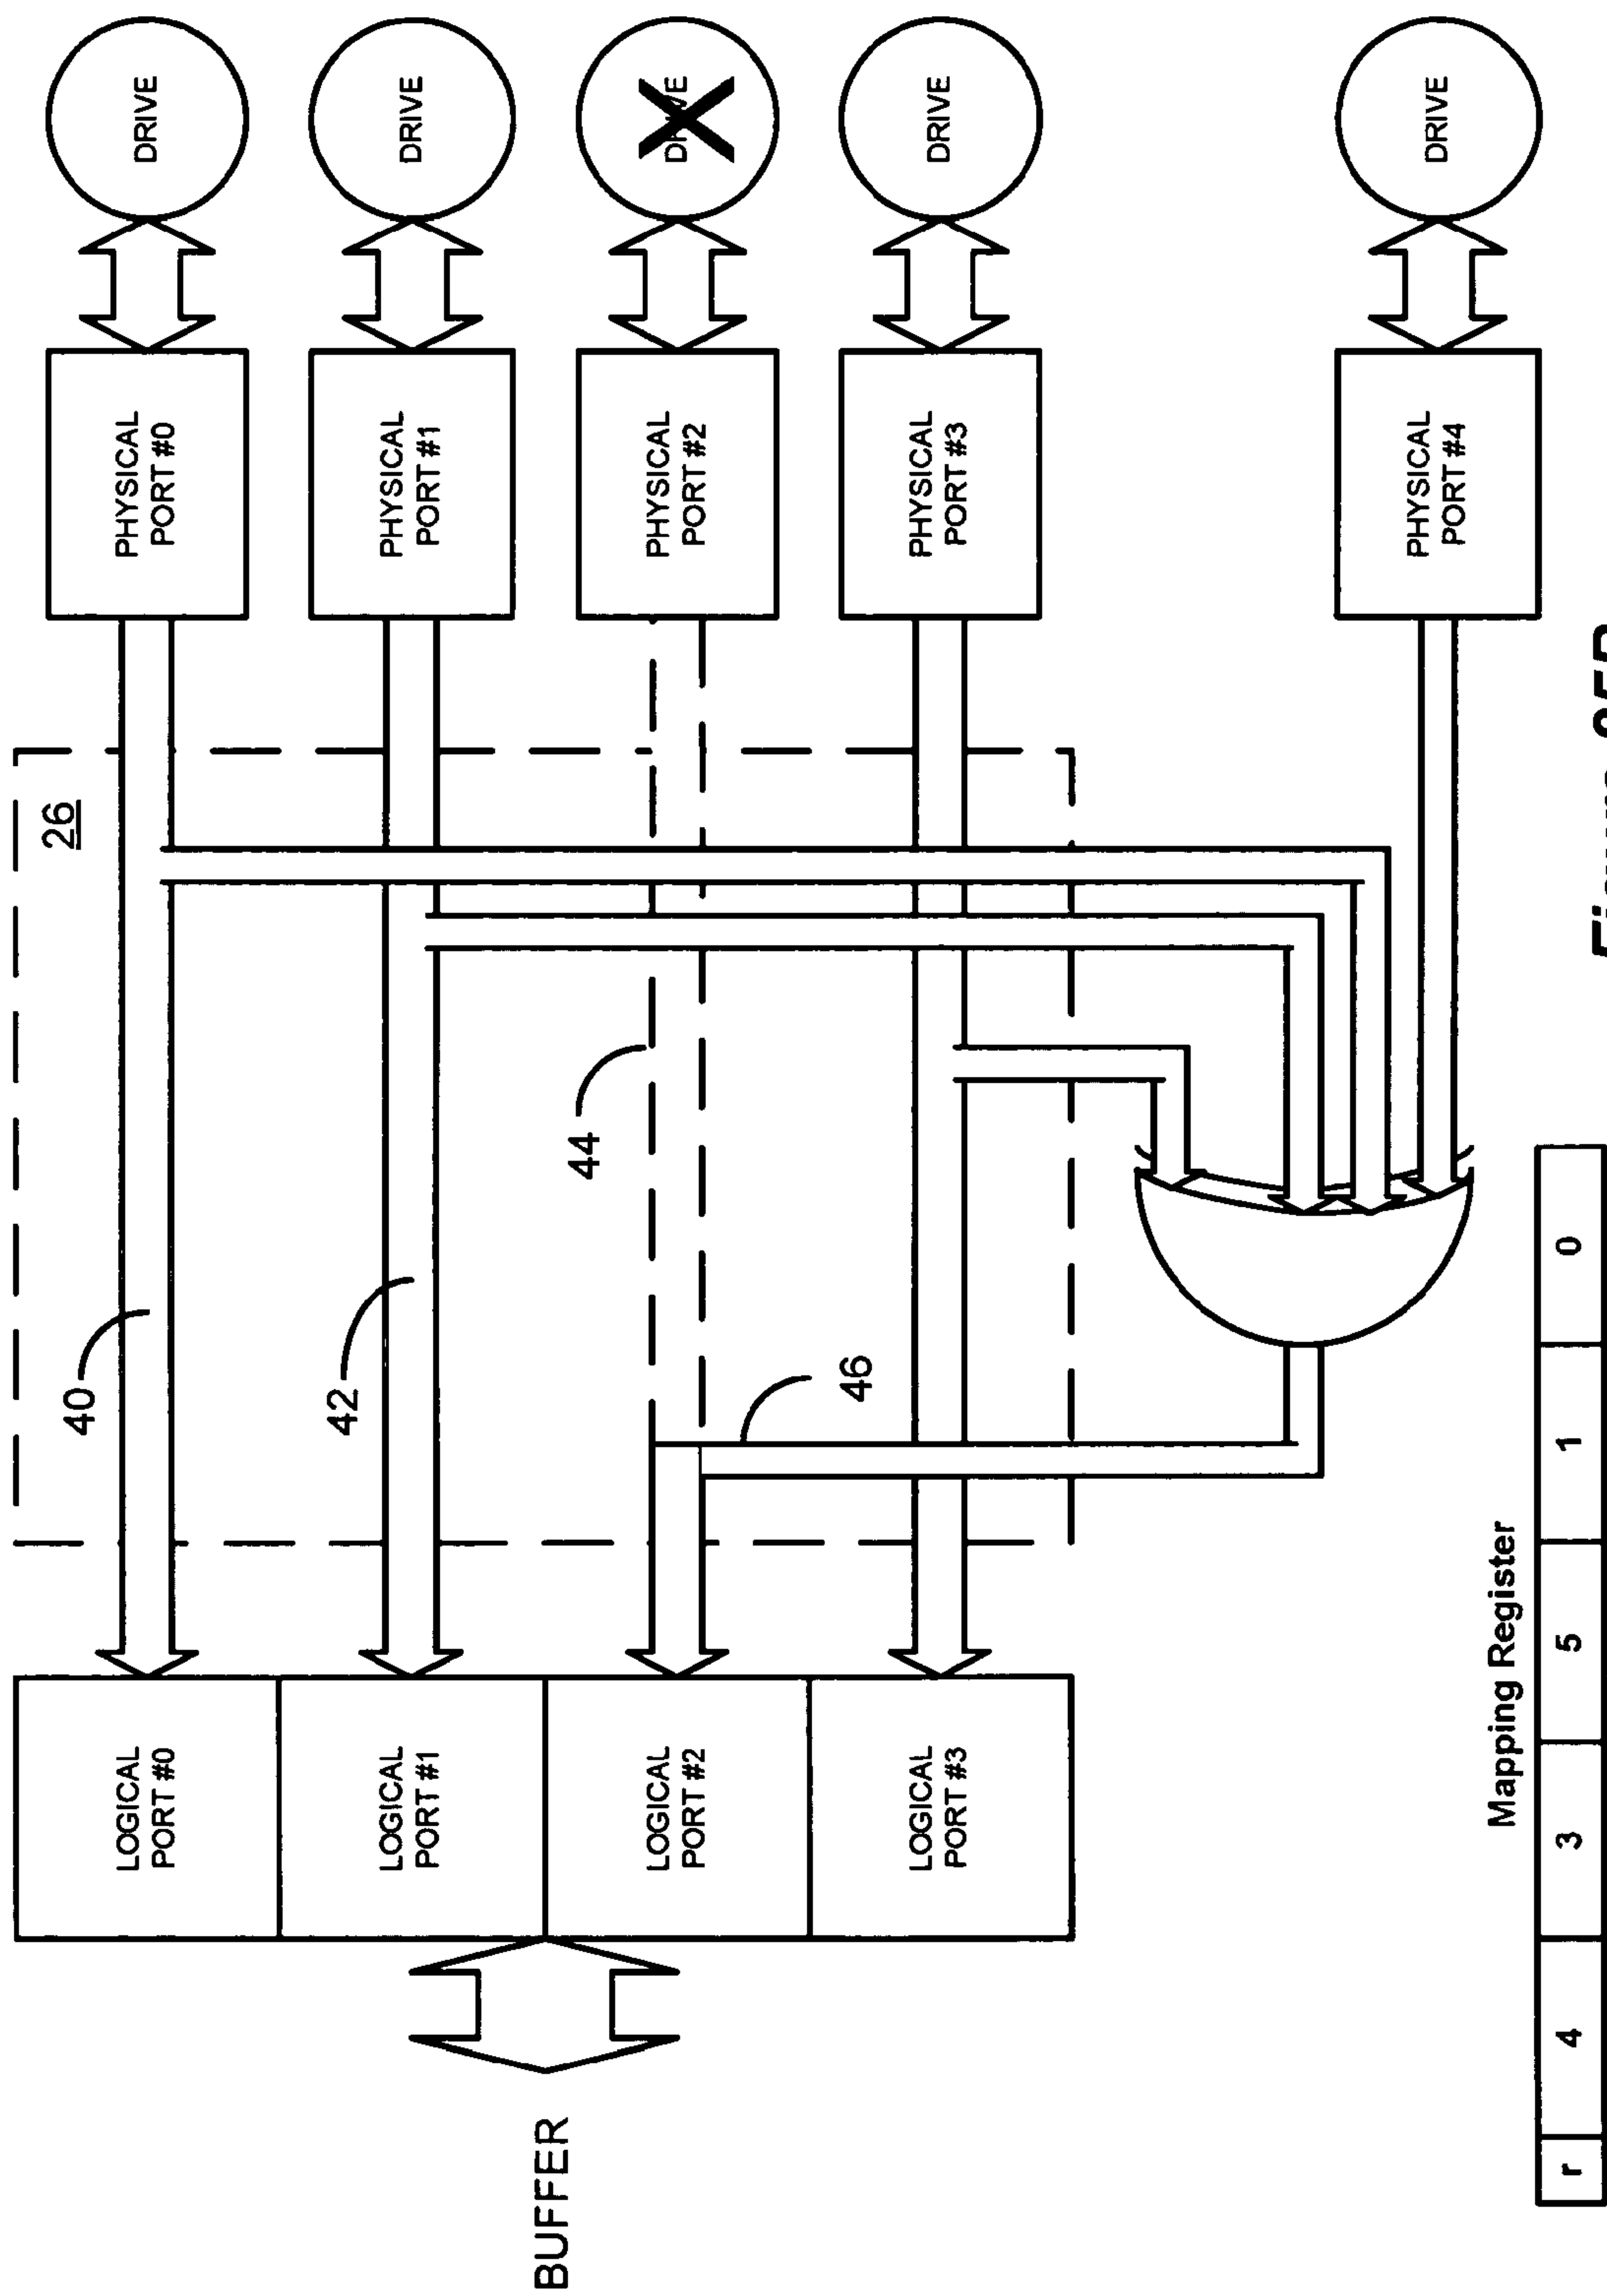 26
40
LOGICAL
PORT #0
PHYSICAL
PORT #0
DRIVE
42
LOGICAL
PORT #1
PHYSICAL
PORT #1
DRIVE
BUFFER
44
LOGICAL
PORT #2
PHYSICAL
PORT #2
DRIVE
46
LOGICAL
PORT #3
PHYSICAL
PORT #3
DRIVE
PHYSICAL
PORT #4
DRIVE
Mapping Register
r 4 3 5 1 0
Figure